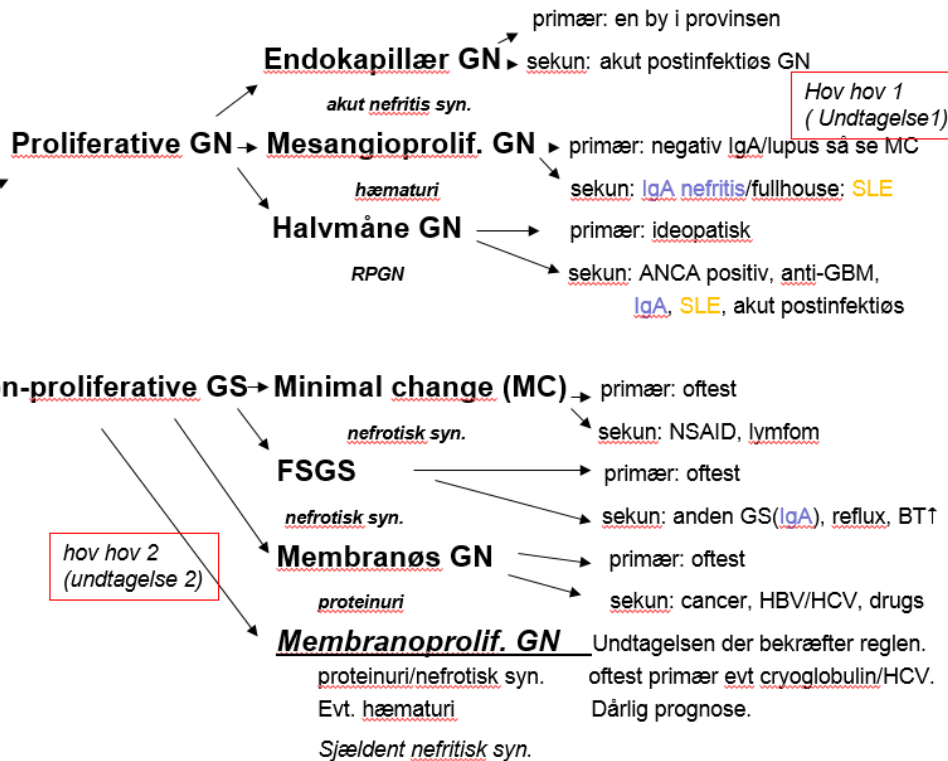 primær: en by i provinsen
Endokapillær GN
sekun: akut postinfektiøs GN
akut nefritis syn.
Hov hov 1
( Undtagelse1)
Proliferative GN
Mesangioprolif. GN
primær: negativ IgA/lupus så se MC
hæmaturi
sekun: IgA nefritis/fullhouse: SLE
Halvmåne GN
primær: ideopatisk
RPGN
sekun: ANCA positiv, anti-GBM,
IgA, SLE, akut postinfektiøs
n-proliferative GS
Minimal change (MC)
primær: oftest
nefrotisk syn.
sekun: NSAID, lymfom
FSGS
primær: oftest
nefrotisk syn.
sekun: anden GS(IgA), reflux, BT↑
hov hov 2
(undtagelse 2)
Membranøs GN
primær: oftest
proteinuri
sekun: cancer, HBV/HCV, drugs
Membranoprolif. GN
Undtagelsen der bekræfter reglen.
proteinuri/nefrotisk syn.
oftest primær evt cryoglobulin/HCV.
Evt. hæmaturi
Dårlig prognose.
Sjældent nefritisk syn.